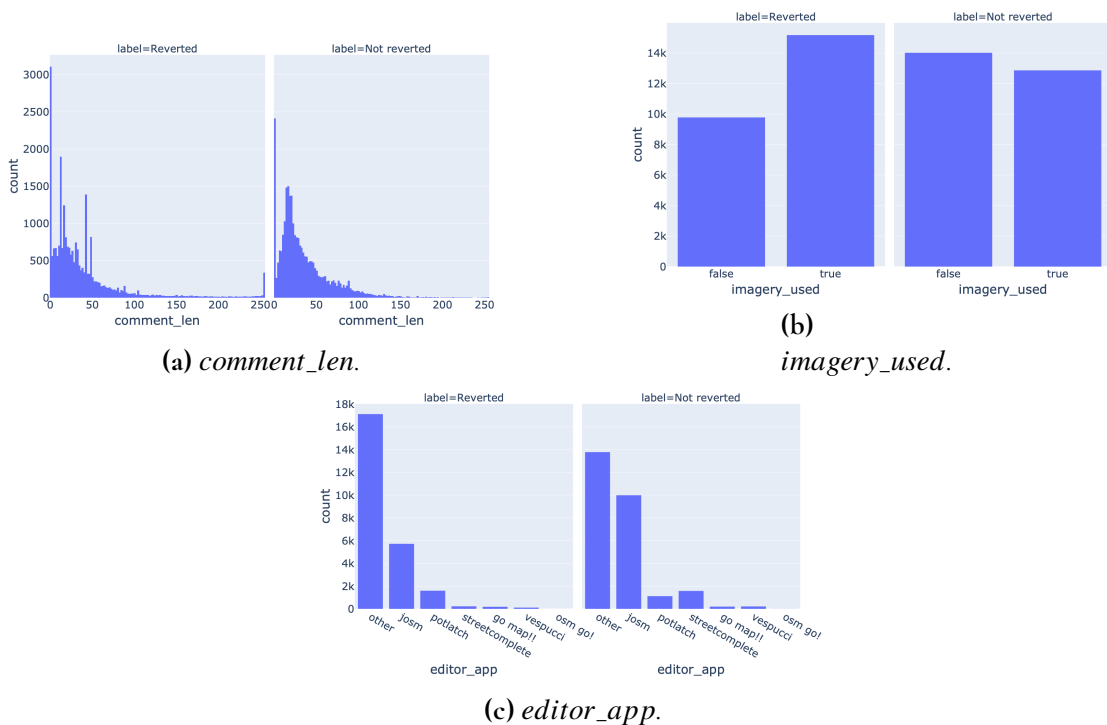 label=Reverted
label=Not reverted
3000
2500
2000
1500
1000
500
0
count
0
50
100
150
200
2500
50
100
150
200
250
comment_len
comment_len
(a) comment_len.
label=Reverted
label=Not reverted
14k
12k
10k
8k
6k
4k
2k
0
count
false
true
false
true
imagery_used
imagery_used
(b)
imagery_used.
label=Reverted
label=Not reverted
18k
16k
14k
12k
10k
8k
6k
4k
2k
0
count
other
josm
potlatch
streetcomplete
go map!!
vespucci
osm go!
other
josm
potlatch
streetcomplete
go map!!
vespucci
osm go!
editor_app
editor_app
(c) editor_app.